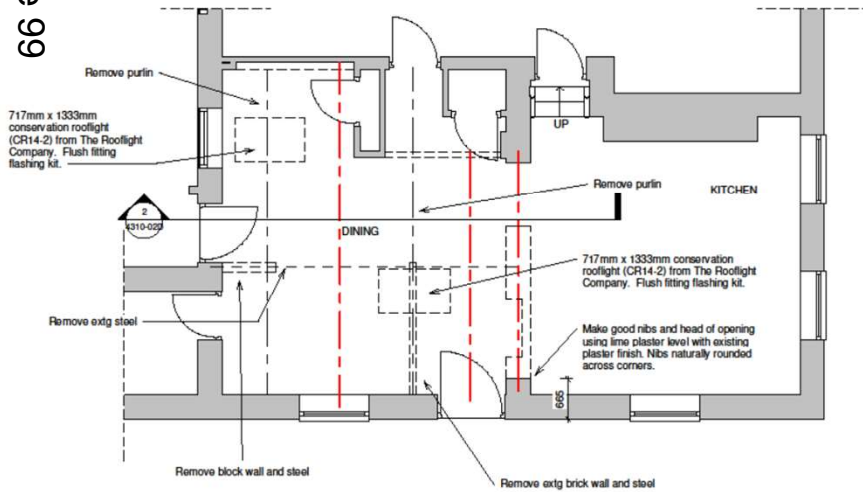 e 99
Remove purlin
717mm x 1333mm
conservation rooflight
(CR14-2) from The Rooflight
Company. Flush fitting
flashing kit.
UP
Remove purlin
KITCHEN
2
4310-020
DINING
717mm x 1333mm conservation
rooflight (CR14-2) from The Rooflight
Company. Flush fitting flashing kit.
Remove extg steel
Make good nibs and head of opening
using lime plaster level with existing
plaster finish. Nibs naturally rounded
across corners.
665
Remove block wall and steel
Remove extg brick wall and steel